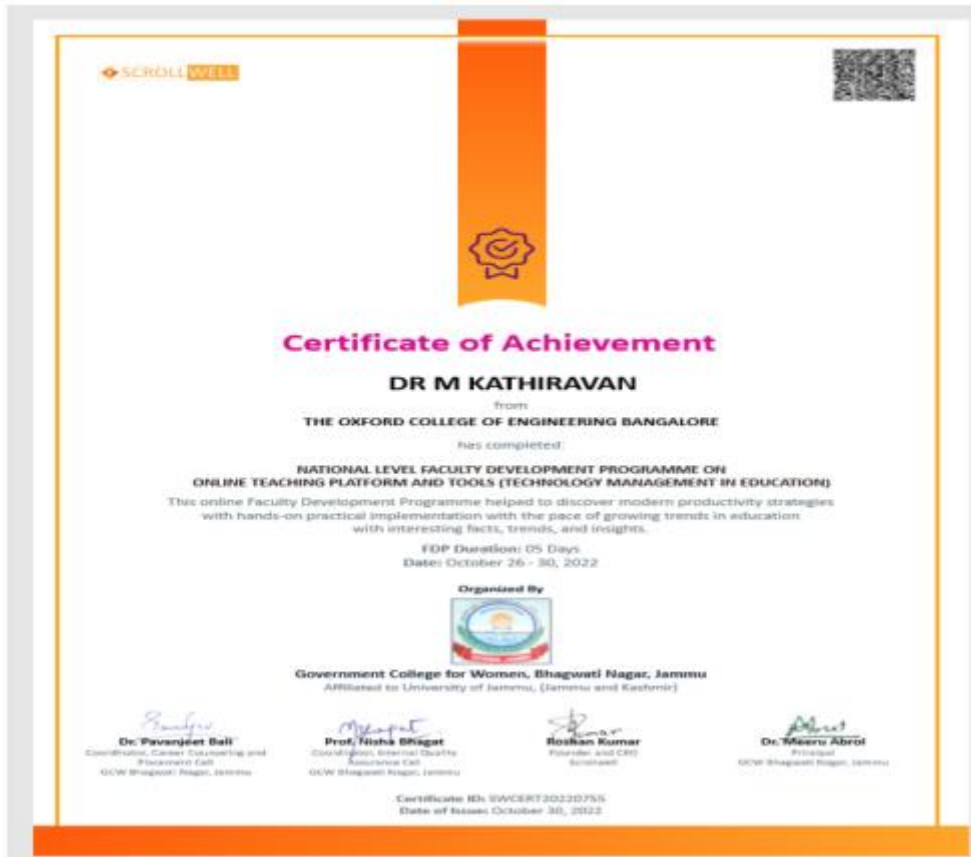 SCROLLWELL
Certificate of Achievement
DR M KATHIRAVAN
from
THE OXFORD COLLEGE OF ENGINEERING BANGALORE
has completed:
NATIONAL LEVEL FACULTY DEVELOPMENT PROGRAMME ON
ONLINE TEACHING PLATFORM AND TOOLS (TECHNOLOGY MANAGEMENT IN EDUCATION)
This online Faculty Development Programme helped to discover modern productivity strategies
with hands-on practical implementation with the pace of growing trends in education
with interesting facts, trends, and insights.
FDP Duration: 05 Days
Date: October 26 - 30, 2022
Organized By
Government College for Women, Bhagwati Nagar, Jammu
Affiliated to University of Jammu, (Jammu and Kashmir)
Dr. Pavanjeet Bali
Coordinator, Career Counseling and
Placement Cell
GCW Bhagwati Nagar, Jammu
Prof. Nisha Bhagat
Coordinator, Internal Quality
Assurance Cell
GCW Bhagwati Nagar, Jammu
Roshan Kumar
Founder and CEO
Scrollwell
Dr. Meeru Abrol
Principal
GCW Bhagwati Nagar, Jammu
Certificate ID: SWCERT20220755
Date of Issue: October 30, 2022